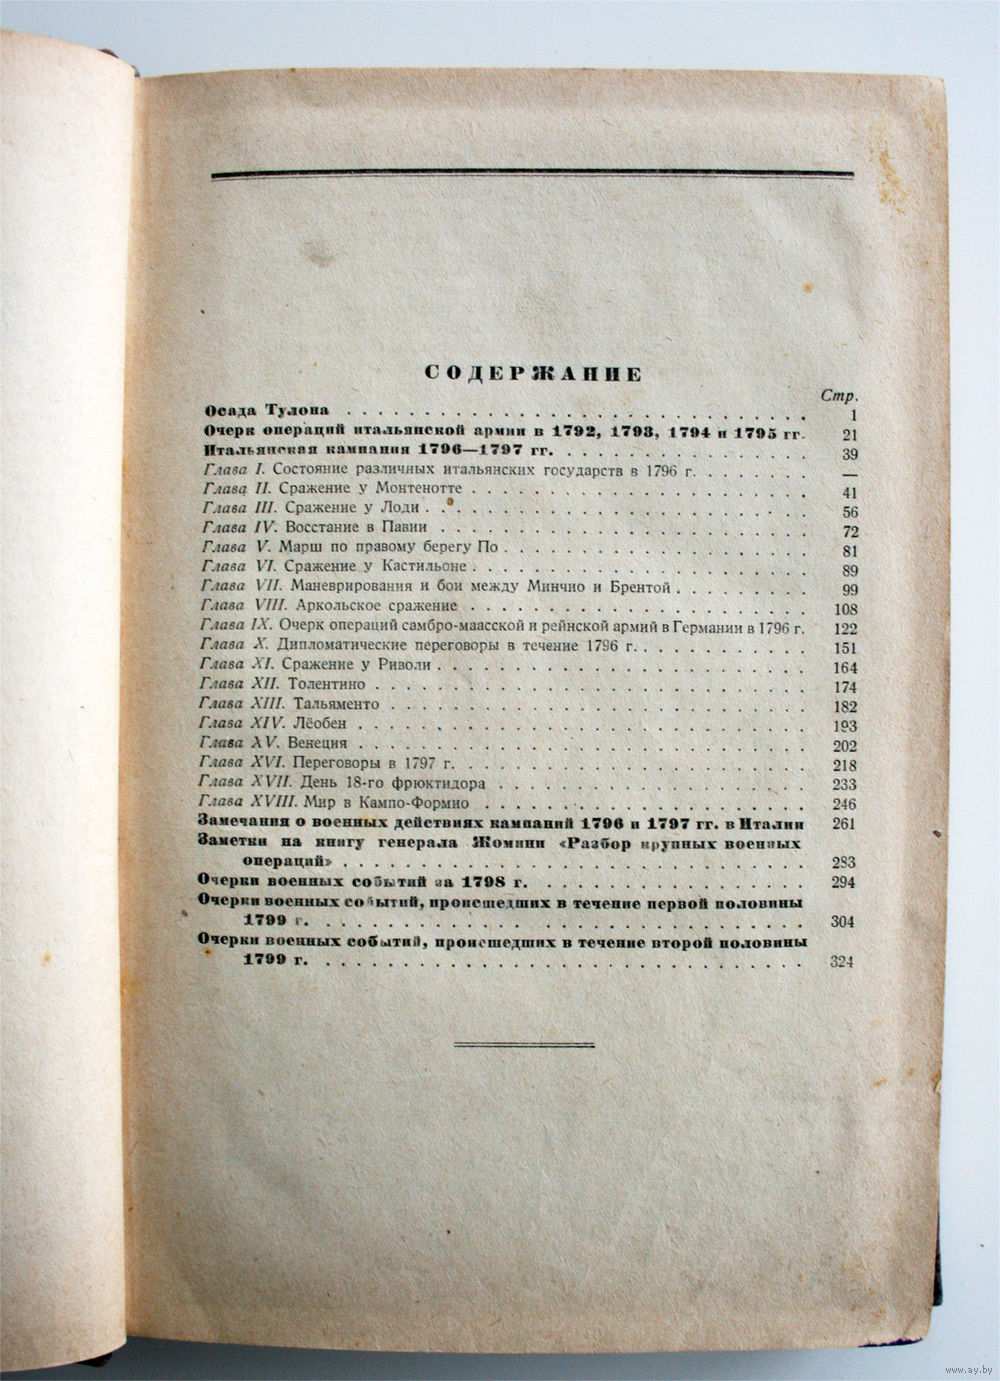 СОДЕРЖАНИЕ
Стр.
Осада Тулона . . . . . . . . . . . . . . . . . . . . . . . . . . . . 1
Очерк операций итальянской армии в 1792, 1793, 1794 и 1795 гг. 21
Итальянская кампания 1796—1797 гг. . . . . . . . . . . . . . . . 39
Глава I. Состояние различных итальянских государств в 1796 г. . . . . . . —
Глава II. Сражение у Монтенотте . . . . . . . . . . . . . . . . . . 41
Глава III. Сражение у Лоди . . . . . . . . . . . . . . . . . . . . 56
Глава IV. Восстание в Павии . . . . . . . . . . . . . . . . . . . . 72
Глава V. Марш по правому берегу По . . . . . . . . . . . . . . . . 81
Глава VI. Сражение у Кастильоне . . . . . . . . . . . . . . . . . . 89
Глава VII. Маневрирования и бои между Минчио и Брентой . . . . . . . 99
Глава VIII. Аркольское сражение . . . . . . . . . . . . . . . . . . 108
Глава IX. Очерк операций самбро-маасской и рейнской армий в Германии в 1796 г. 122
Глава X. Дипломатические переговоры в течение 1796 г. . . . . . . . . . 151
Глава XI. Сражение у Риволи . . . . . . . . . . . . . . . . . . . . 164
Глава XII. Толентино . . . . . . . . . . . . . . . . . . . . . . . 174
Глава XIII. Тальяменто . . . . . . . . . . . . . . . . . . . . . . 182
Глава XIV. Лёобен . . . . . . . . . . . . . . . . . . . . . . . . 193
Глава XV. Венеция . . . . . . . . . . . . . . . . . . . . . . . . 202
Глава XVI. Переговоры в 1797 г. . . . . . . . . . . . . . . . . . . 218
Глава XVII. День 18-го фрюктидора . . . . . . . . . . . . . . . . . 233
Глава XVIII. Мир в Кампо-Формио . . . . . . . . . . . . . . . . . . 246
Замечания о военных действиях кампаний 1796 и 1797 гг. в Италии 261
Заметки на книгу генерала Жомини «Разбор крупных военных
операций» . . . . . . . . . . . . . . . . . . . . . . . . . . 283
Очерки военных событий за 1798 г. . . . . . . . . . . . . . . . . 294
Очерки военных событий, происшедших в течение первой половины
1799 г. . . . . . . . . . . . . . . . . . . . . . . . . . . . 304
Очерки военных событий, происшедших в течение второй половины
1799 г. . . . . . . . . . . . . . . . . . . . . . . . . . . . 324
www.ay.by